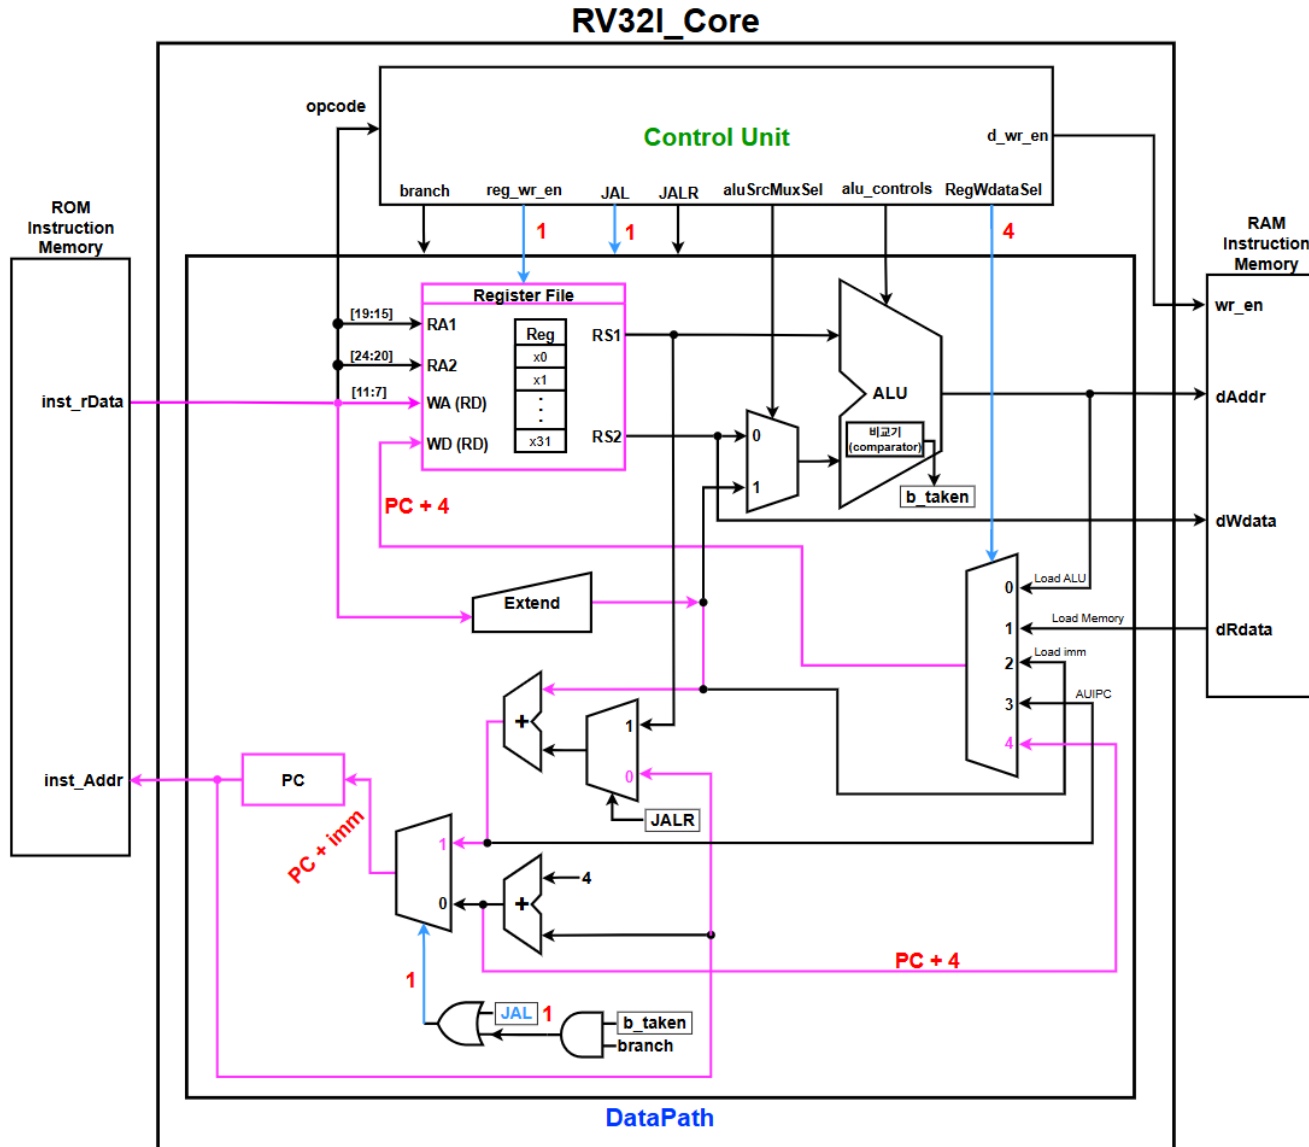 RV32I_Core
opcode
Control Unit
d_wr_en
branch
reg_wr_en
JAL
JALR
aluSrcMuxSel
alu_controls
RegWdataSel
1
1
4
ROM
Instruction
Memory
RAM
Instruction
Memory
Register File
[19:15]
RA1
[24:20]
RA2
[11:7]
WA (RD)
WD (RD)
Reg
x0
x1
x31
RS1
RS2
inst_rData
wr_en
dAddr
dWdata
dRdata
0
1
ALU
비교기
(comparator)
b_taken
PC + 4
Extend
0
Load ALU
1
Load Memory
2
Load imm
3
AUIPC
4
+
1
0
JALR
inst_Addr
PC
PC + imm
1
0
+
4
PC + 4
1
JAL
1
b_taken
branch
DataPath